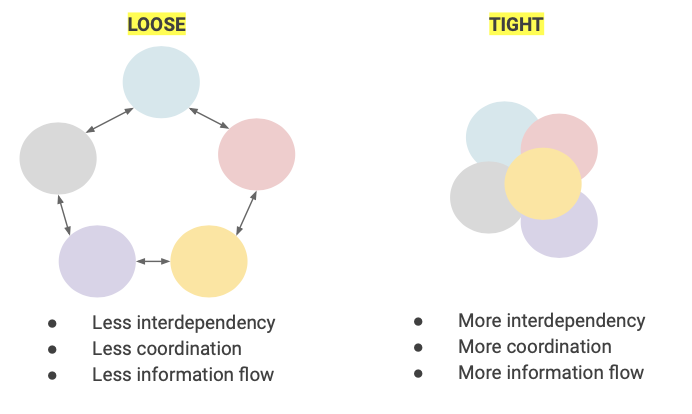 LOOSE
TIGHT
● Less interdependency
● Less coordination
● Less information flow
● More interdependency
● More coordination
● More information flow